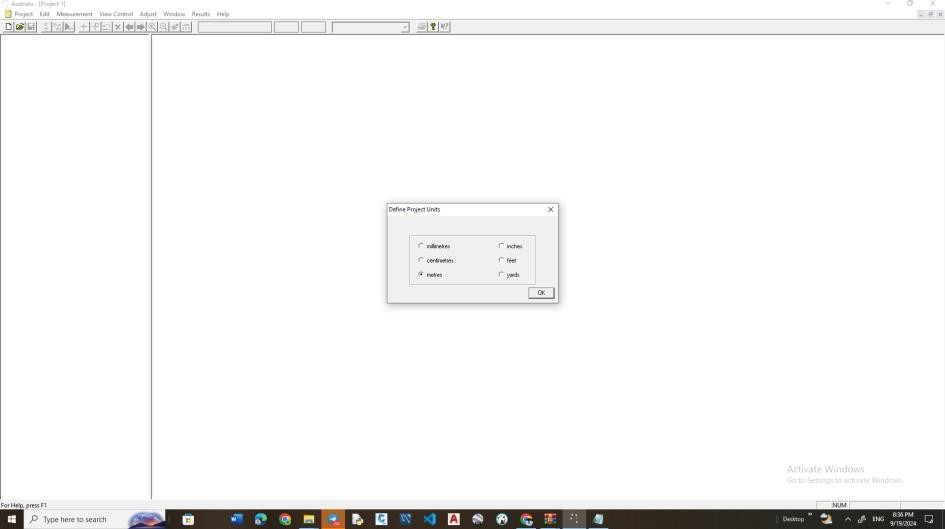 Australis - [Project 1]
Project Edit Measurement View Control Adjust Window Results Help
Define Project Units
millimetres inches
centimetres feet
metres yards
OK
Activate Windows
Go to Settings to activate Windows.
For Help, press F1
NUM
Type here to search
Desktop
ENG
8:36 PM
9/19/2024